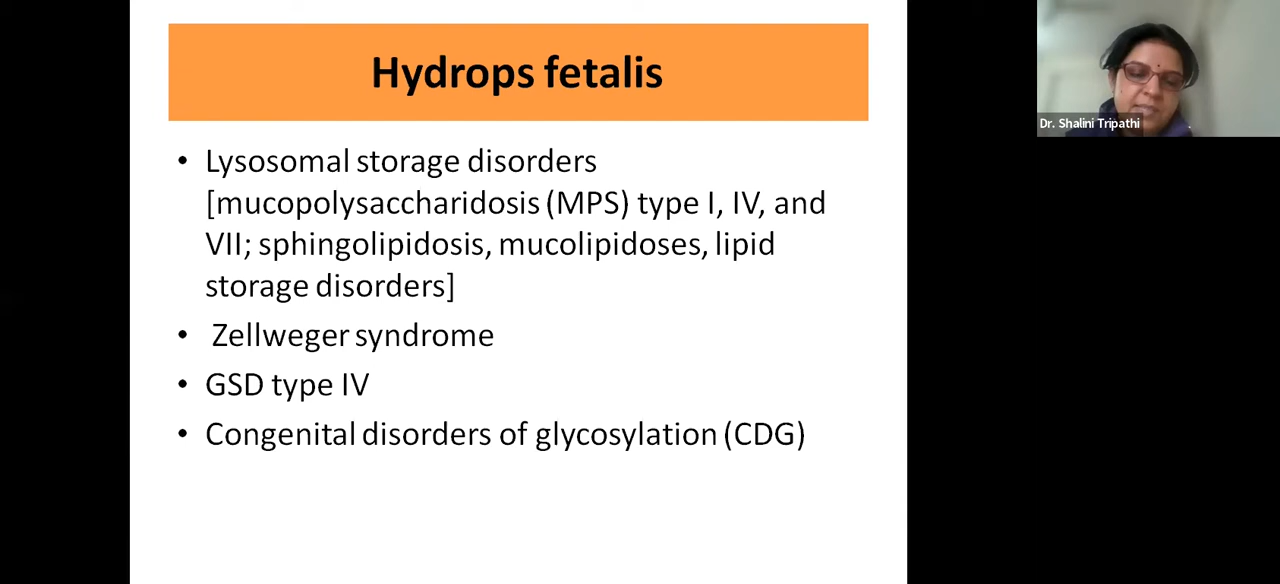 Hydrops fetalis
Dr. Shalini Tripathi
• Lysosomal storage disorders
[mucopolysaccharidosis (MPS) type I, IV, and
VII; sphingolipidosis, mucolipidoses, lipid
storage disorders]
• Zellweger syndrome
• GSD type IV
• Congenital disorders of glycosylation (CDG)